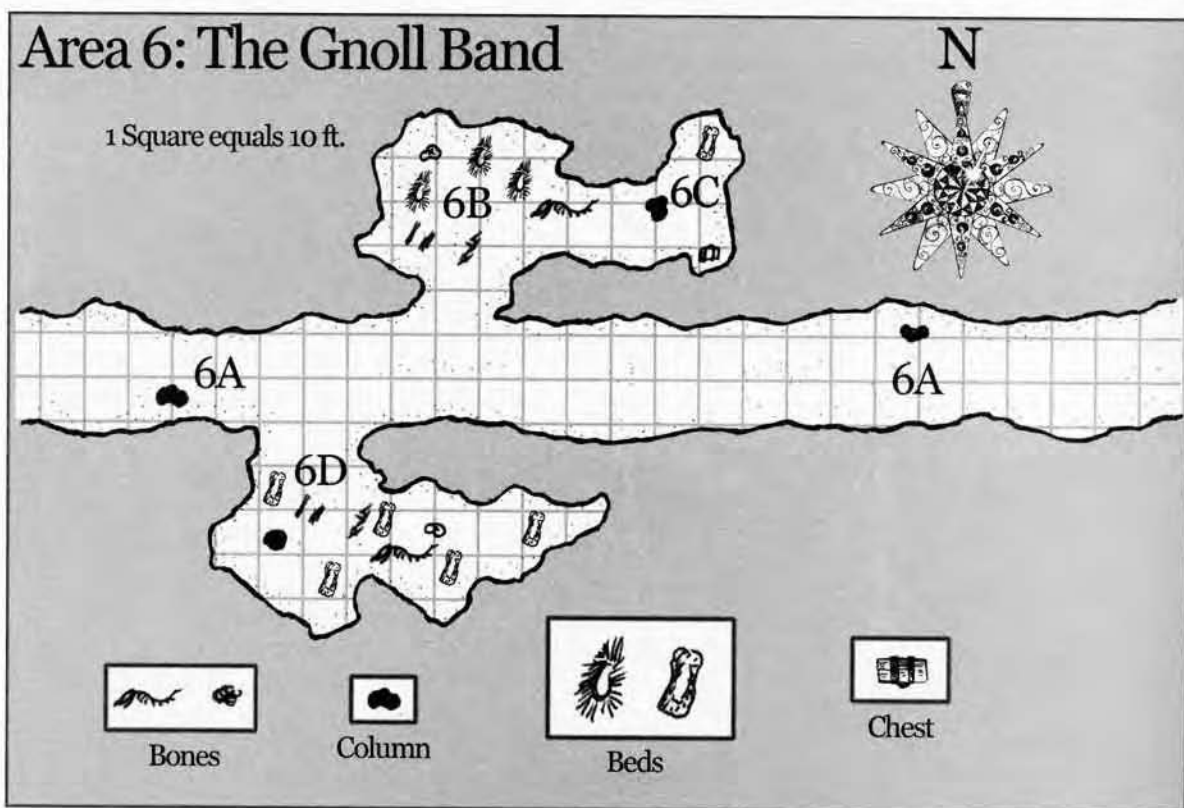 Area 6: The Gnoll Band
N
1 Square equals 10 ft.
6B
6C
6A
6A
6D
Bones
Column
Beds
Chest